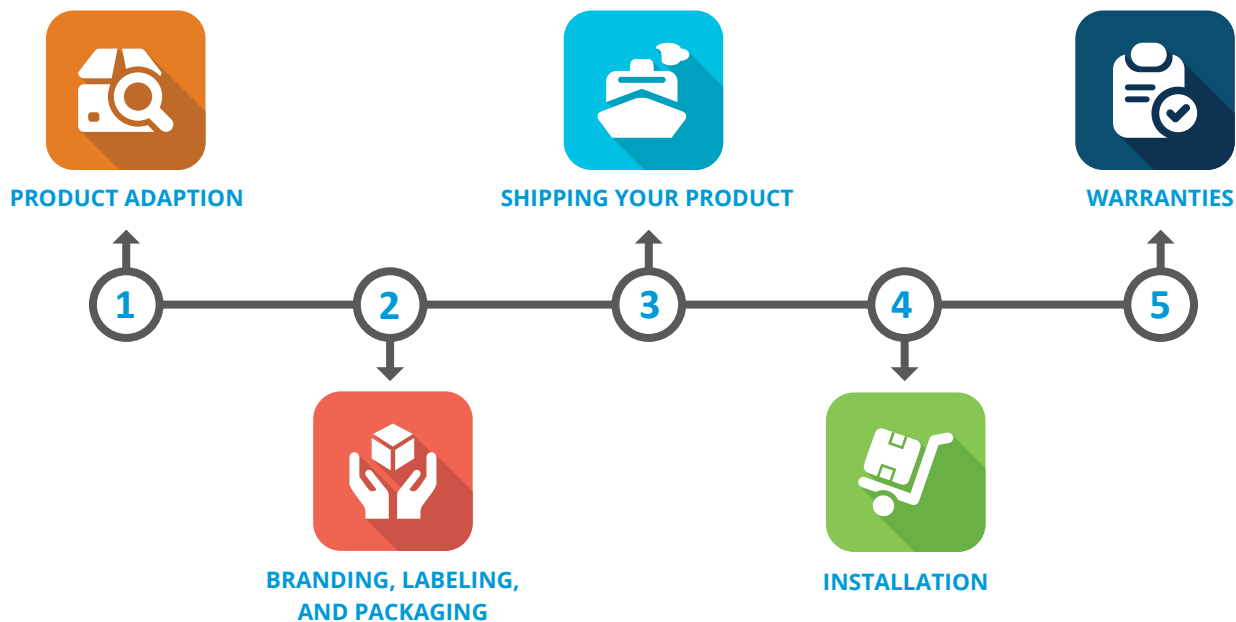 PRODUCT ADAPTION
SHIPPING YOUR PRODUCT
WARRANTIES
1
2
3
4
5
BRANDING, LABELING,
AND PACKAGING
INSTALLATION